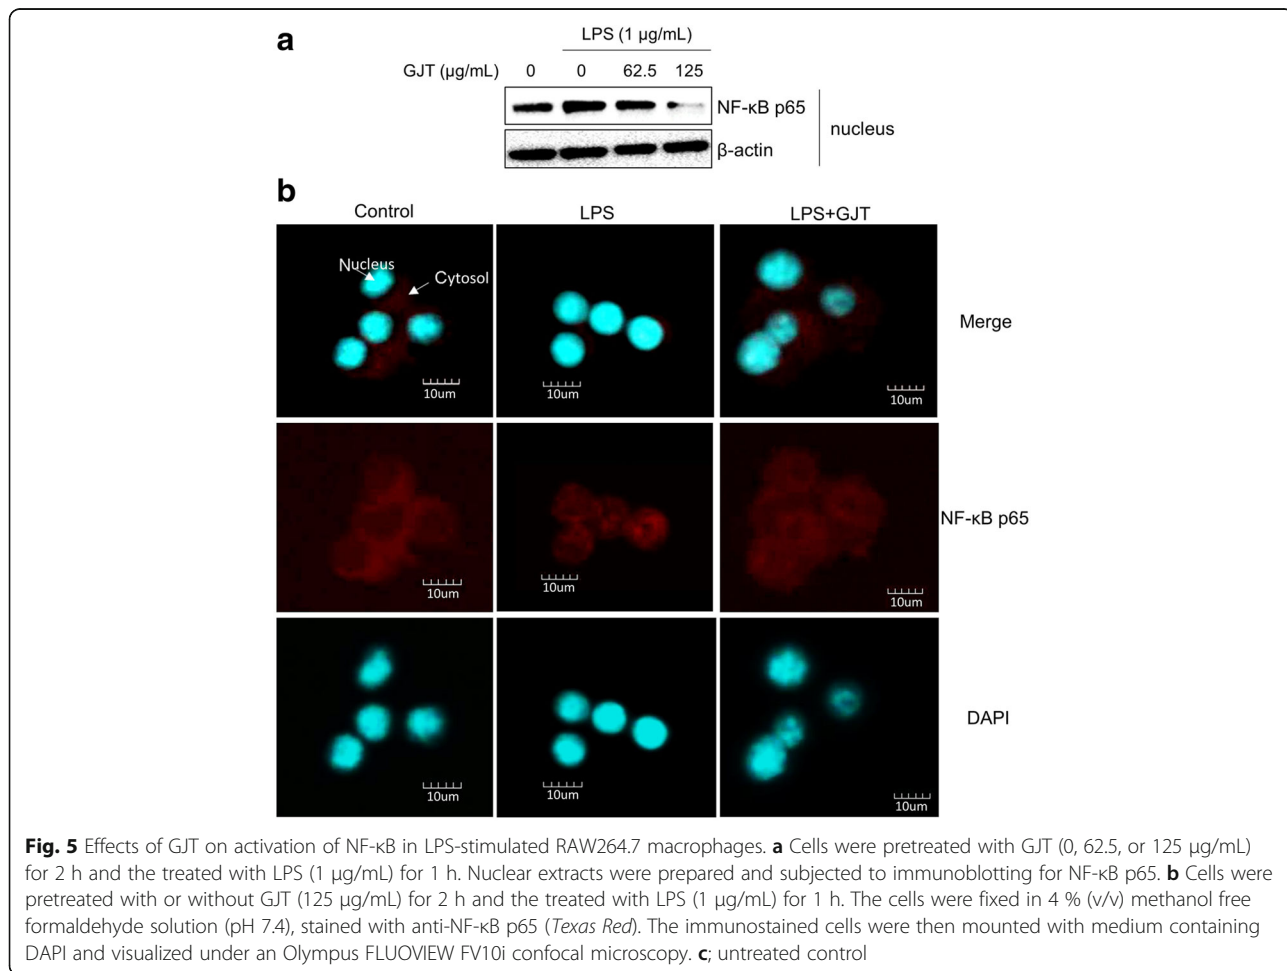 a
LPS (1 μg/mL)
GJT (μg/mL) 0 0 62.5 125
NF-κB p65
nucleus
β-actin
b
Control LPS LPS+GJT
Nucleus
Cytosol
Merge
10um 10um 10um
NF-κB p65
10um 10um 10um
DAPI
10um 10um 10um
Fig. 5 Effects of GJT on activation of NF-κB in LPS-stimulated RAW264.7 macrophages. a Cells were pretreated with GJT (0, 62.5, or 125 μg/mL)
for 2 h and the treated with LPS (1 μg/mL) for 1 h. Nuclear extracts were prepared and subjected to immunoblotting for NF-κB p65. b Cells were
pretreated with or without GJT (125 μg/mL) for 2 h and the treated with LPS (1 μg/mL) for 1 h. The cells were fixed in 4 % (v/v) methanol free
formaldehyde solution (pH 7.4), stained with anti-NF-κB p65 (Texas Red). The immunostained cells were then mounted with medium containing
DAPI and visualized under an Olympus FLUOVIEW FV10i confocal microscopy. c; untreated control